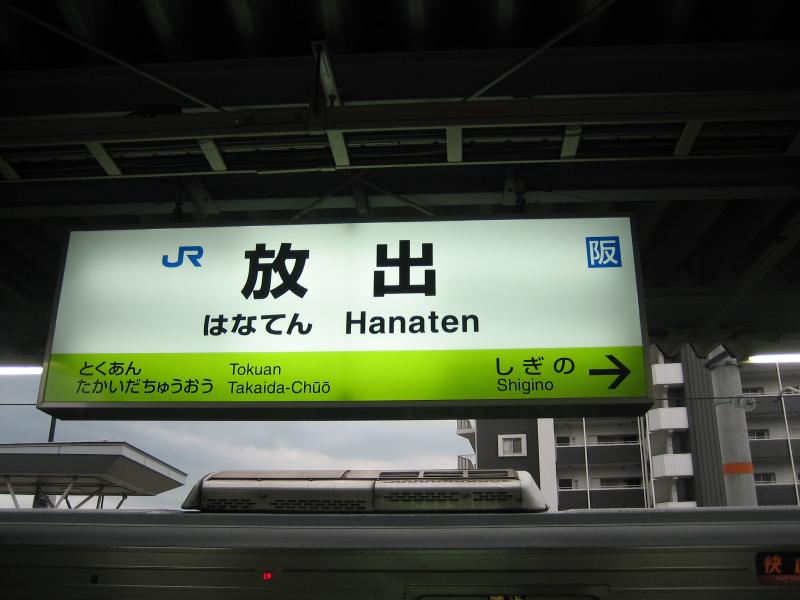 JR 放出 阪
はなてん Hanaten
とくあん Tokuan
たかいだちゅうおう Takaida-Chūō
しぎの →
Shigino
快